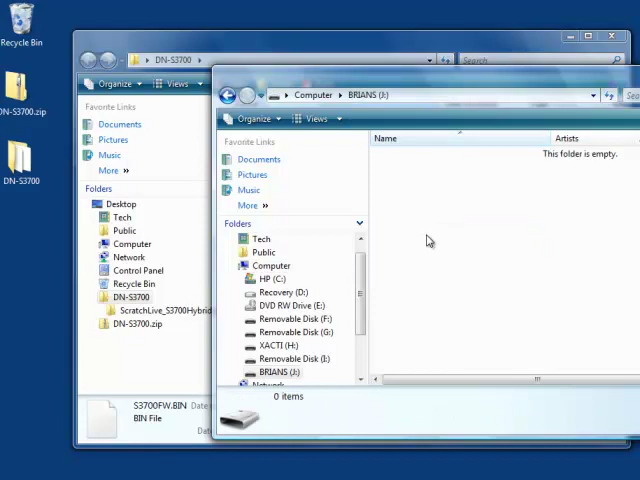 Recycle Bin
DN-S3700.zip
DN-S3700
DN-S3700
Search
Organize
Views
Favorite Links
Documents
Pictures
Music
More »
Folders
Desktop
Tech
Public
Computer
Network
Control Panel
Recycle Bin
DN-S3700
ScratchLive_S3700Hybrid
DN-S3700.zip
S3700FW.BIN Date
BIN File
Date
Computer BRIANS (J:)
Sea
Organize
Views
Favorite Links
Documents
Pictures
Music
More »
Folders
Tech
Public
Computer
HP (C:)
Recovery (D:)
DVD RW Drive (E:)
Removable Disk (F:)
Removable Disk (G:)
XACTI (H:)
Removable Disk (I:)
BRIANS (J:)
Network
Name
Artists
This folder is empty.
0 items